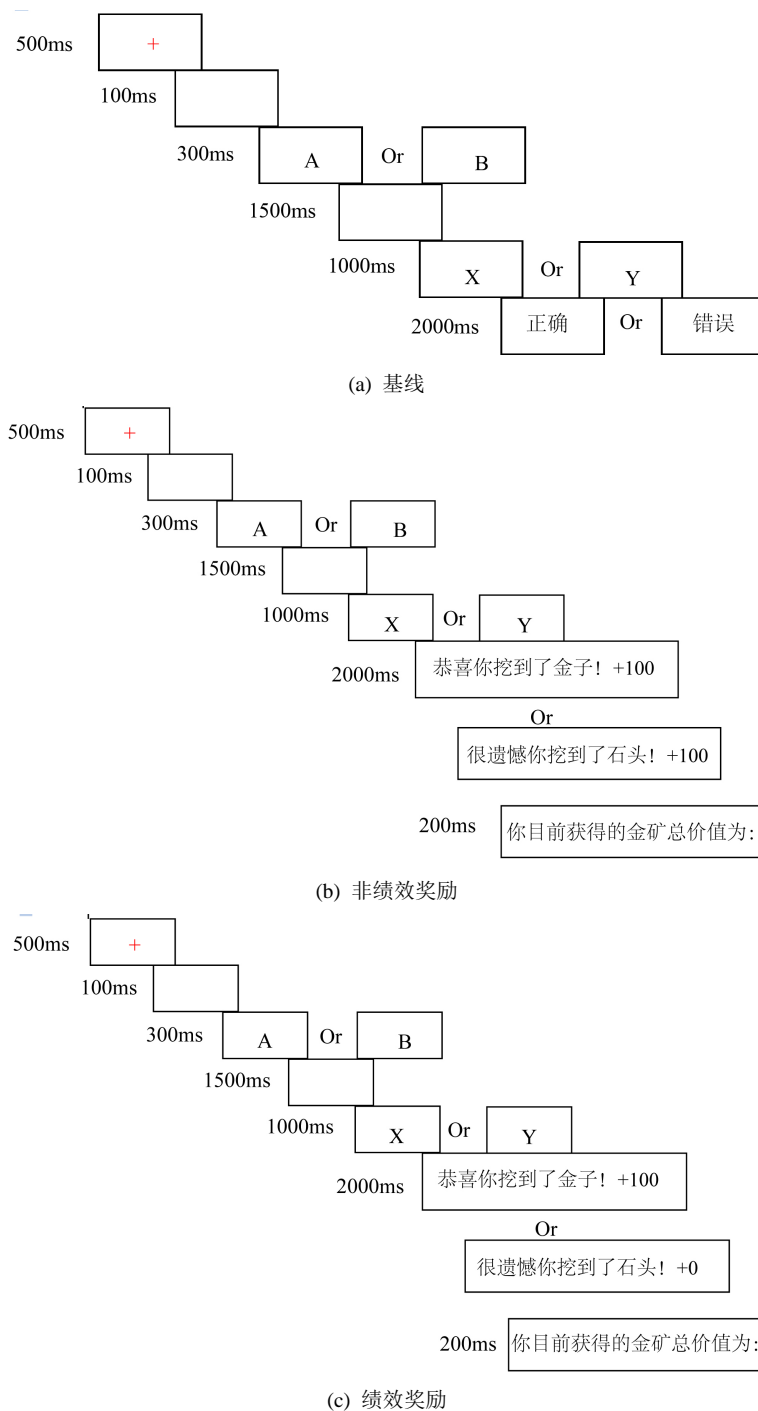 500ms
+
100ms
300ms
A Or B
1500ms
1000ms
X Or Y
2000ms
正确 Or 错误
(a) 基线
500ms
+
100ms
300ms
A Or B
1500ms
1000ms
X Or Y
2000ms
恭喜你挖到了金子! +100
Or
很遗憾你挖到了石头! +100
200ms
你目前获得的金矿总价值为:
(b) 非绩效奖励
500ms
+
100ms
300ms
A Or B
1500ms
1000ms
X Or Y
2000ms
恭喜你挖到了金子! +100
Or
很遗憾你挖到了石头! +0
200ms
你目前获得的金矿总价值为:
(c) 绩效奖励